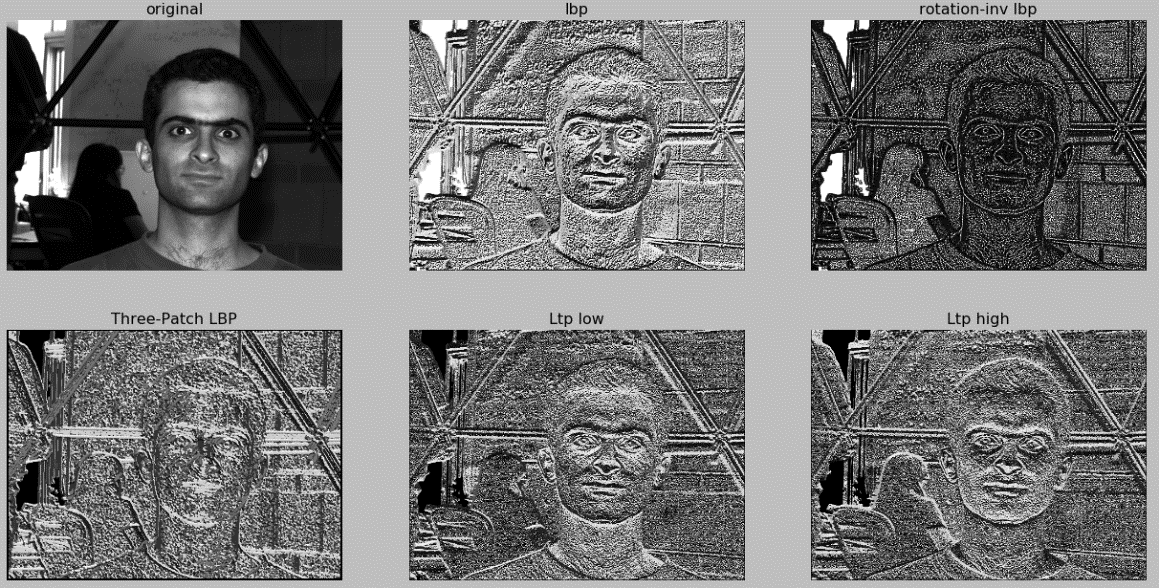 original
lbp
rotation-inv lbp
Three-Patch LBP
Ltp low
Ltp high